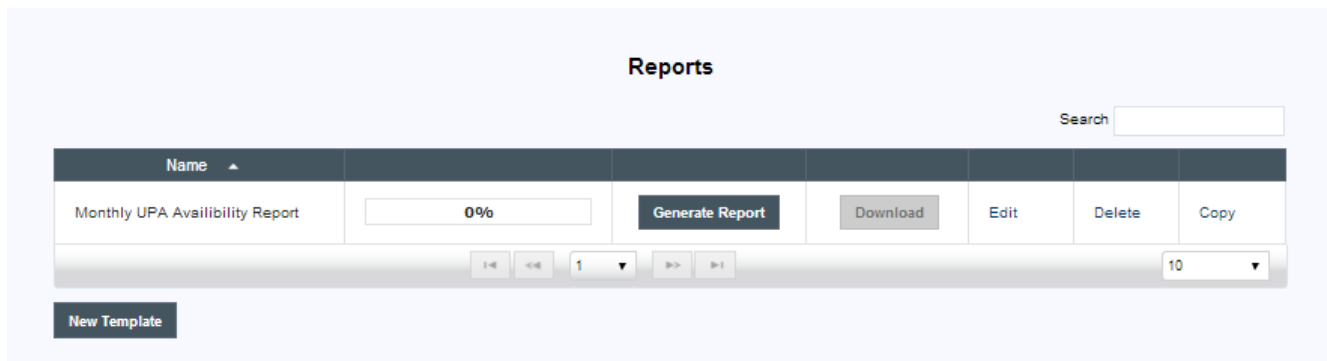 Reports
Search
Name
Monthly UPA Availibility Report 0% Generate Report Download Edit Delete Copy
1 10
New Template